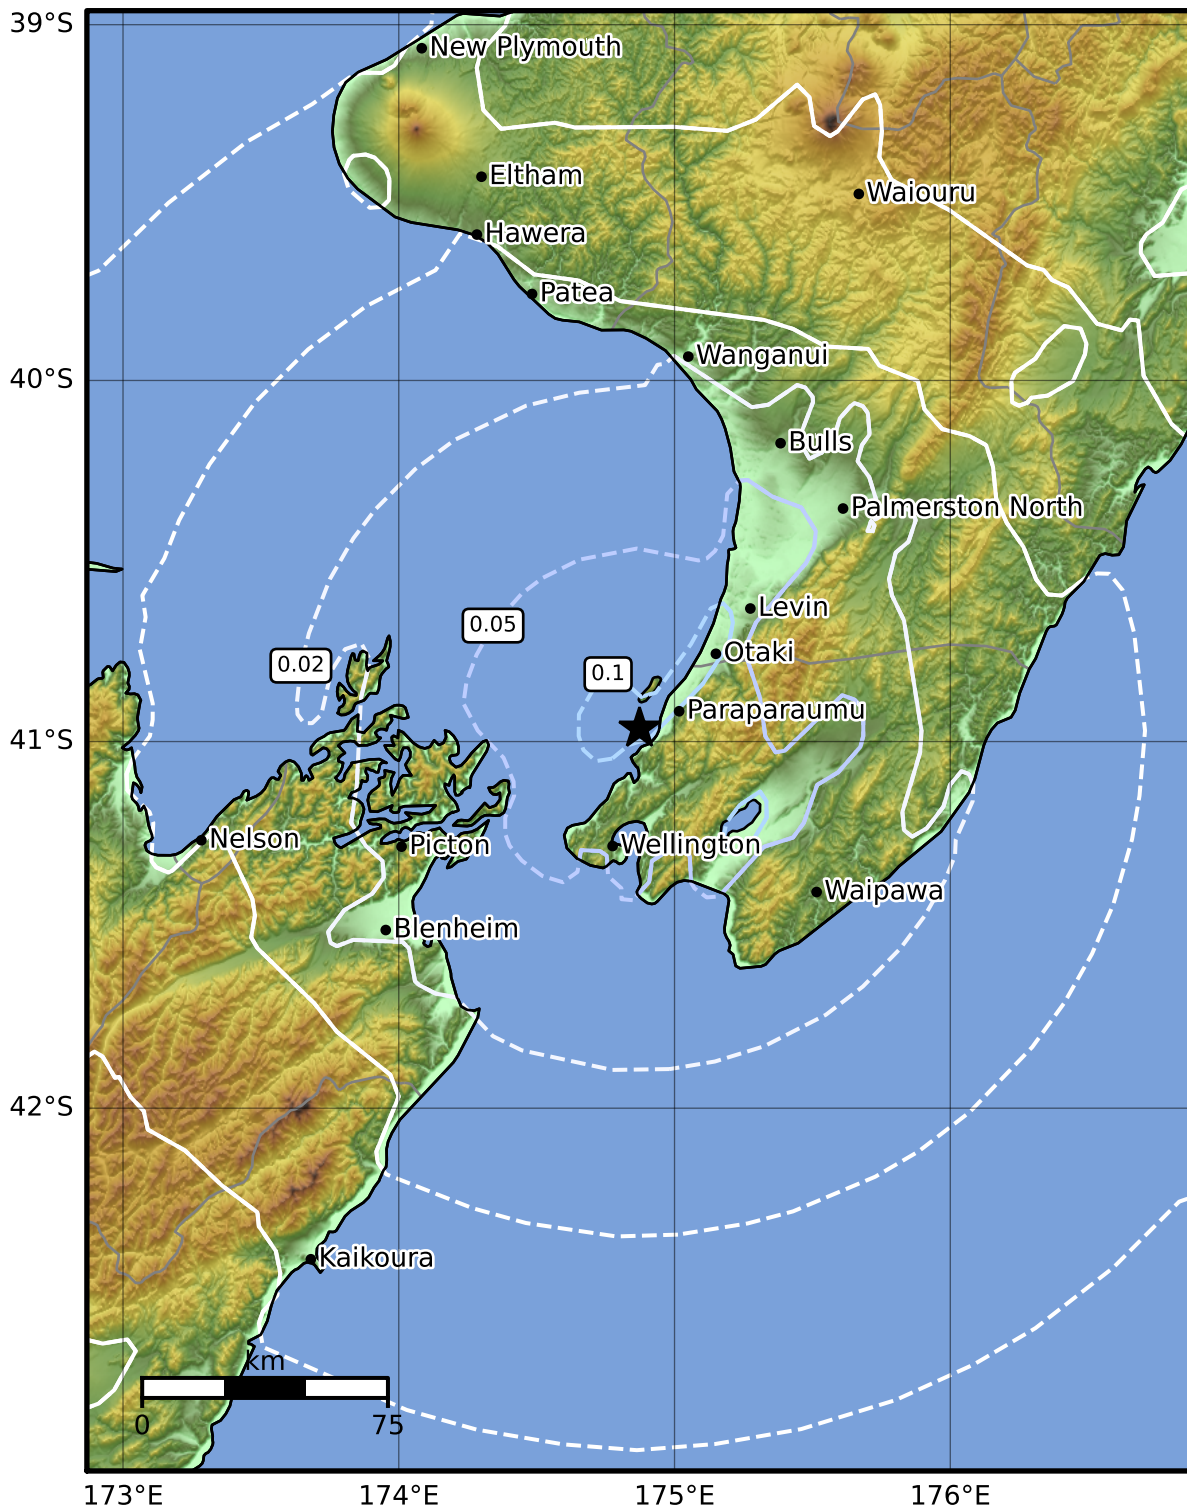 39°S
New Plymouth
Eltham
Waiouru
Hawera
Patea
Wanganui
40°S
Bulls
Palmerston North
Levin
0.05
Otaki
0.02
0.1
Paraparaumu
41°S
Nelson
Picton
Wellington
Waipawa
Blenheim
42°S
Kaikoura
km
0
75
173°E
174°E
175°E
176°E